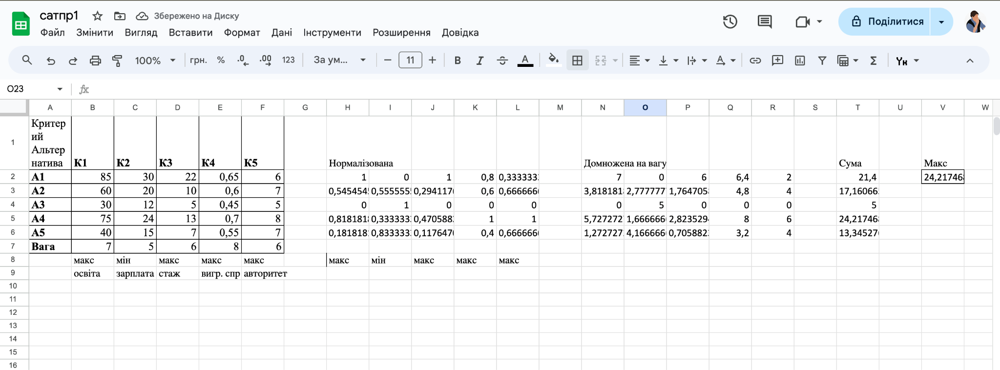 сатпр1 Збережено на Диску
Файл Змінити Вигляд Вставити Формат Дані Інструменти Розширення Довідка
Поділитися
100% грн. % .0 .00 123 За ум... − 11 + B I A Σ Үк
O23 fx
A B C D E F G H I J K L M N O P Q R S T U V W
1 Критер
ий
Альтер
натива К1 К2 К3 К4 К5 Нормалізована Домножена на вагу Сума Макс
2 А1 85 30 22 0,65 6 1 0 1 0,8 0,333333 7 0 6 6,4 2 21,4 24,21746
3 А2 60 20 10 0,6 7 0,545454 0,555555 0,294117 0,6 0,666666 3,818181 2,777777 1,764705 4,8 4 17,16066
4 А3 30 12 5 0,45 5 0 1 0 0 0 0 5 0 0 0 5
5 А4 75 24 13 0,7 8 0,818181 0,333333 0,470588 1 1 5,727272 1,666666 2,823529 8 6 24,21746
6 А5 40 15 7 0,55 7 0,181818 0,833333 0,117647 0,4 0,666666 1,272727 4,166666 0,705882 3,2 4 13,34527
7 Вага 7 5 6 8 6
8 макс мін макс макс макс макс мін макс макс макс
9 освіта зарплата стаж вигр. спр авторитет
10
11
12
13
14
15
16